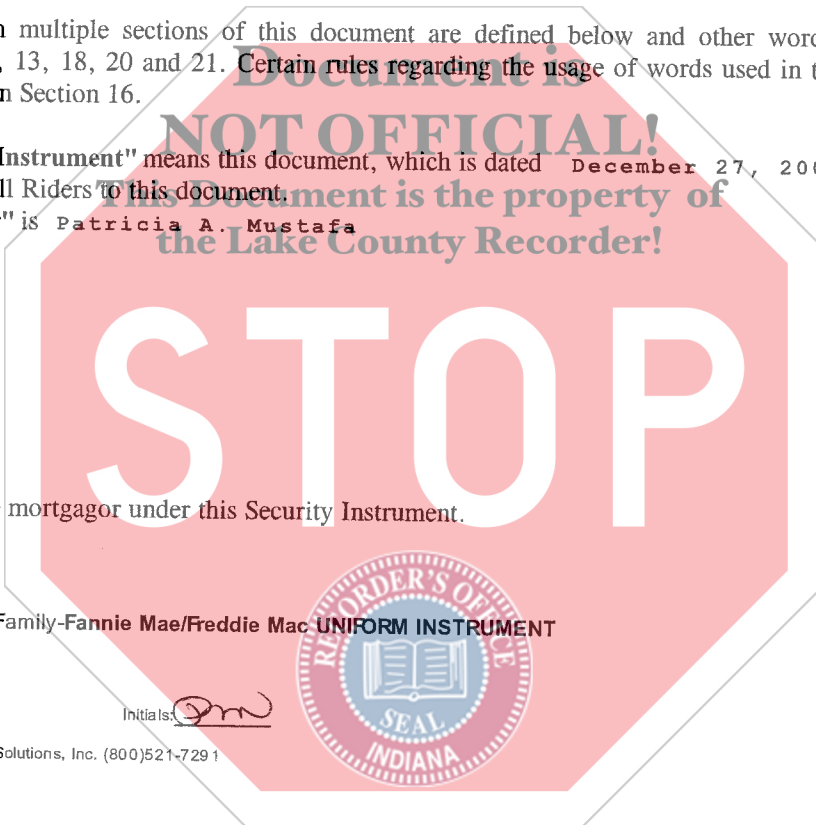 multiple sections of this document are defined below and other
13, 18, 20 and 21. Certain rules regarding the usage of words used in
Section 16.
Document is
NOT OFFICIAL!
Instrument" means this document, which is dated December 27,
Riders to this document.
This Document is the property of
" is Patricia A. Mustafa
the Lake County Recorder!
STOP
mortgagor under this Security Instrument.
RECORDER'S OFFICE
SEAL
INDIANA
Family-Fannie Mae/Freddie Mac UNIFORM INSTRUMENT
Initials:
Solutions, Inc. (800)521-7291